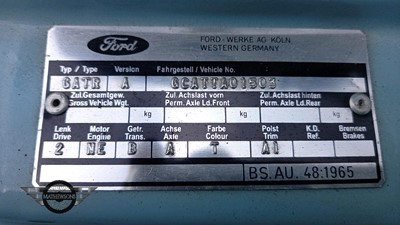 Ford
FORD-WERKE AG KÖLN
WESTERN GERMANY
Typ / Type Version Fahrgestell / Vehicle No.
GATR A GCATTA01503
Zul.Gesamtgew. Zul. Achslast vorn Zul. Achslast hinten
Gross Vehicle Wgt. Perm. Axle Ld.Front Perm. Axle Ld.Rear
kg kg kg
Lenk Motor Getr. Achse Farbe Polst K.D. Bremsen
Drive Engine Trans. Axle Colour Trim Ref. Brakes
2 NE B A T A1
BS.AU. 48:1965
MATHEWSONS